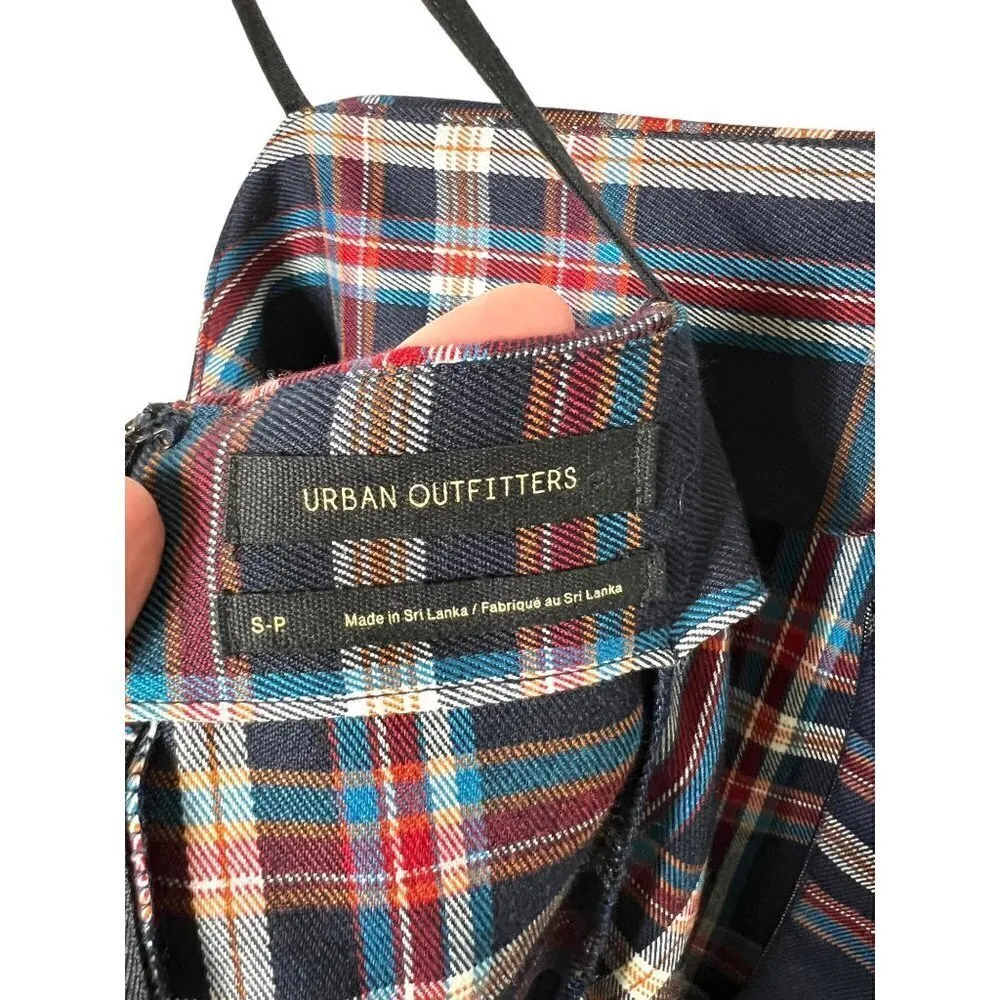 URBAN OUTFITTERS
S-P Made in Sri Lanka / Fabriqué au Sri Lanka